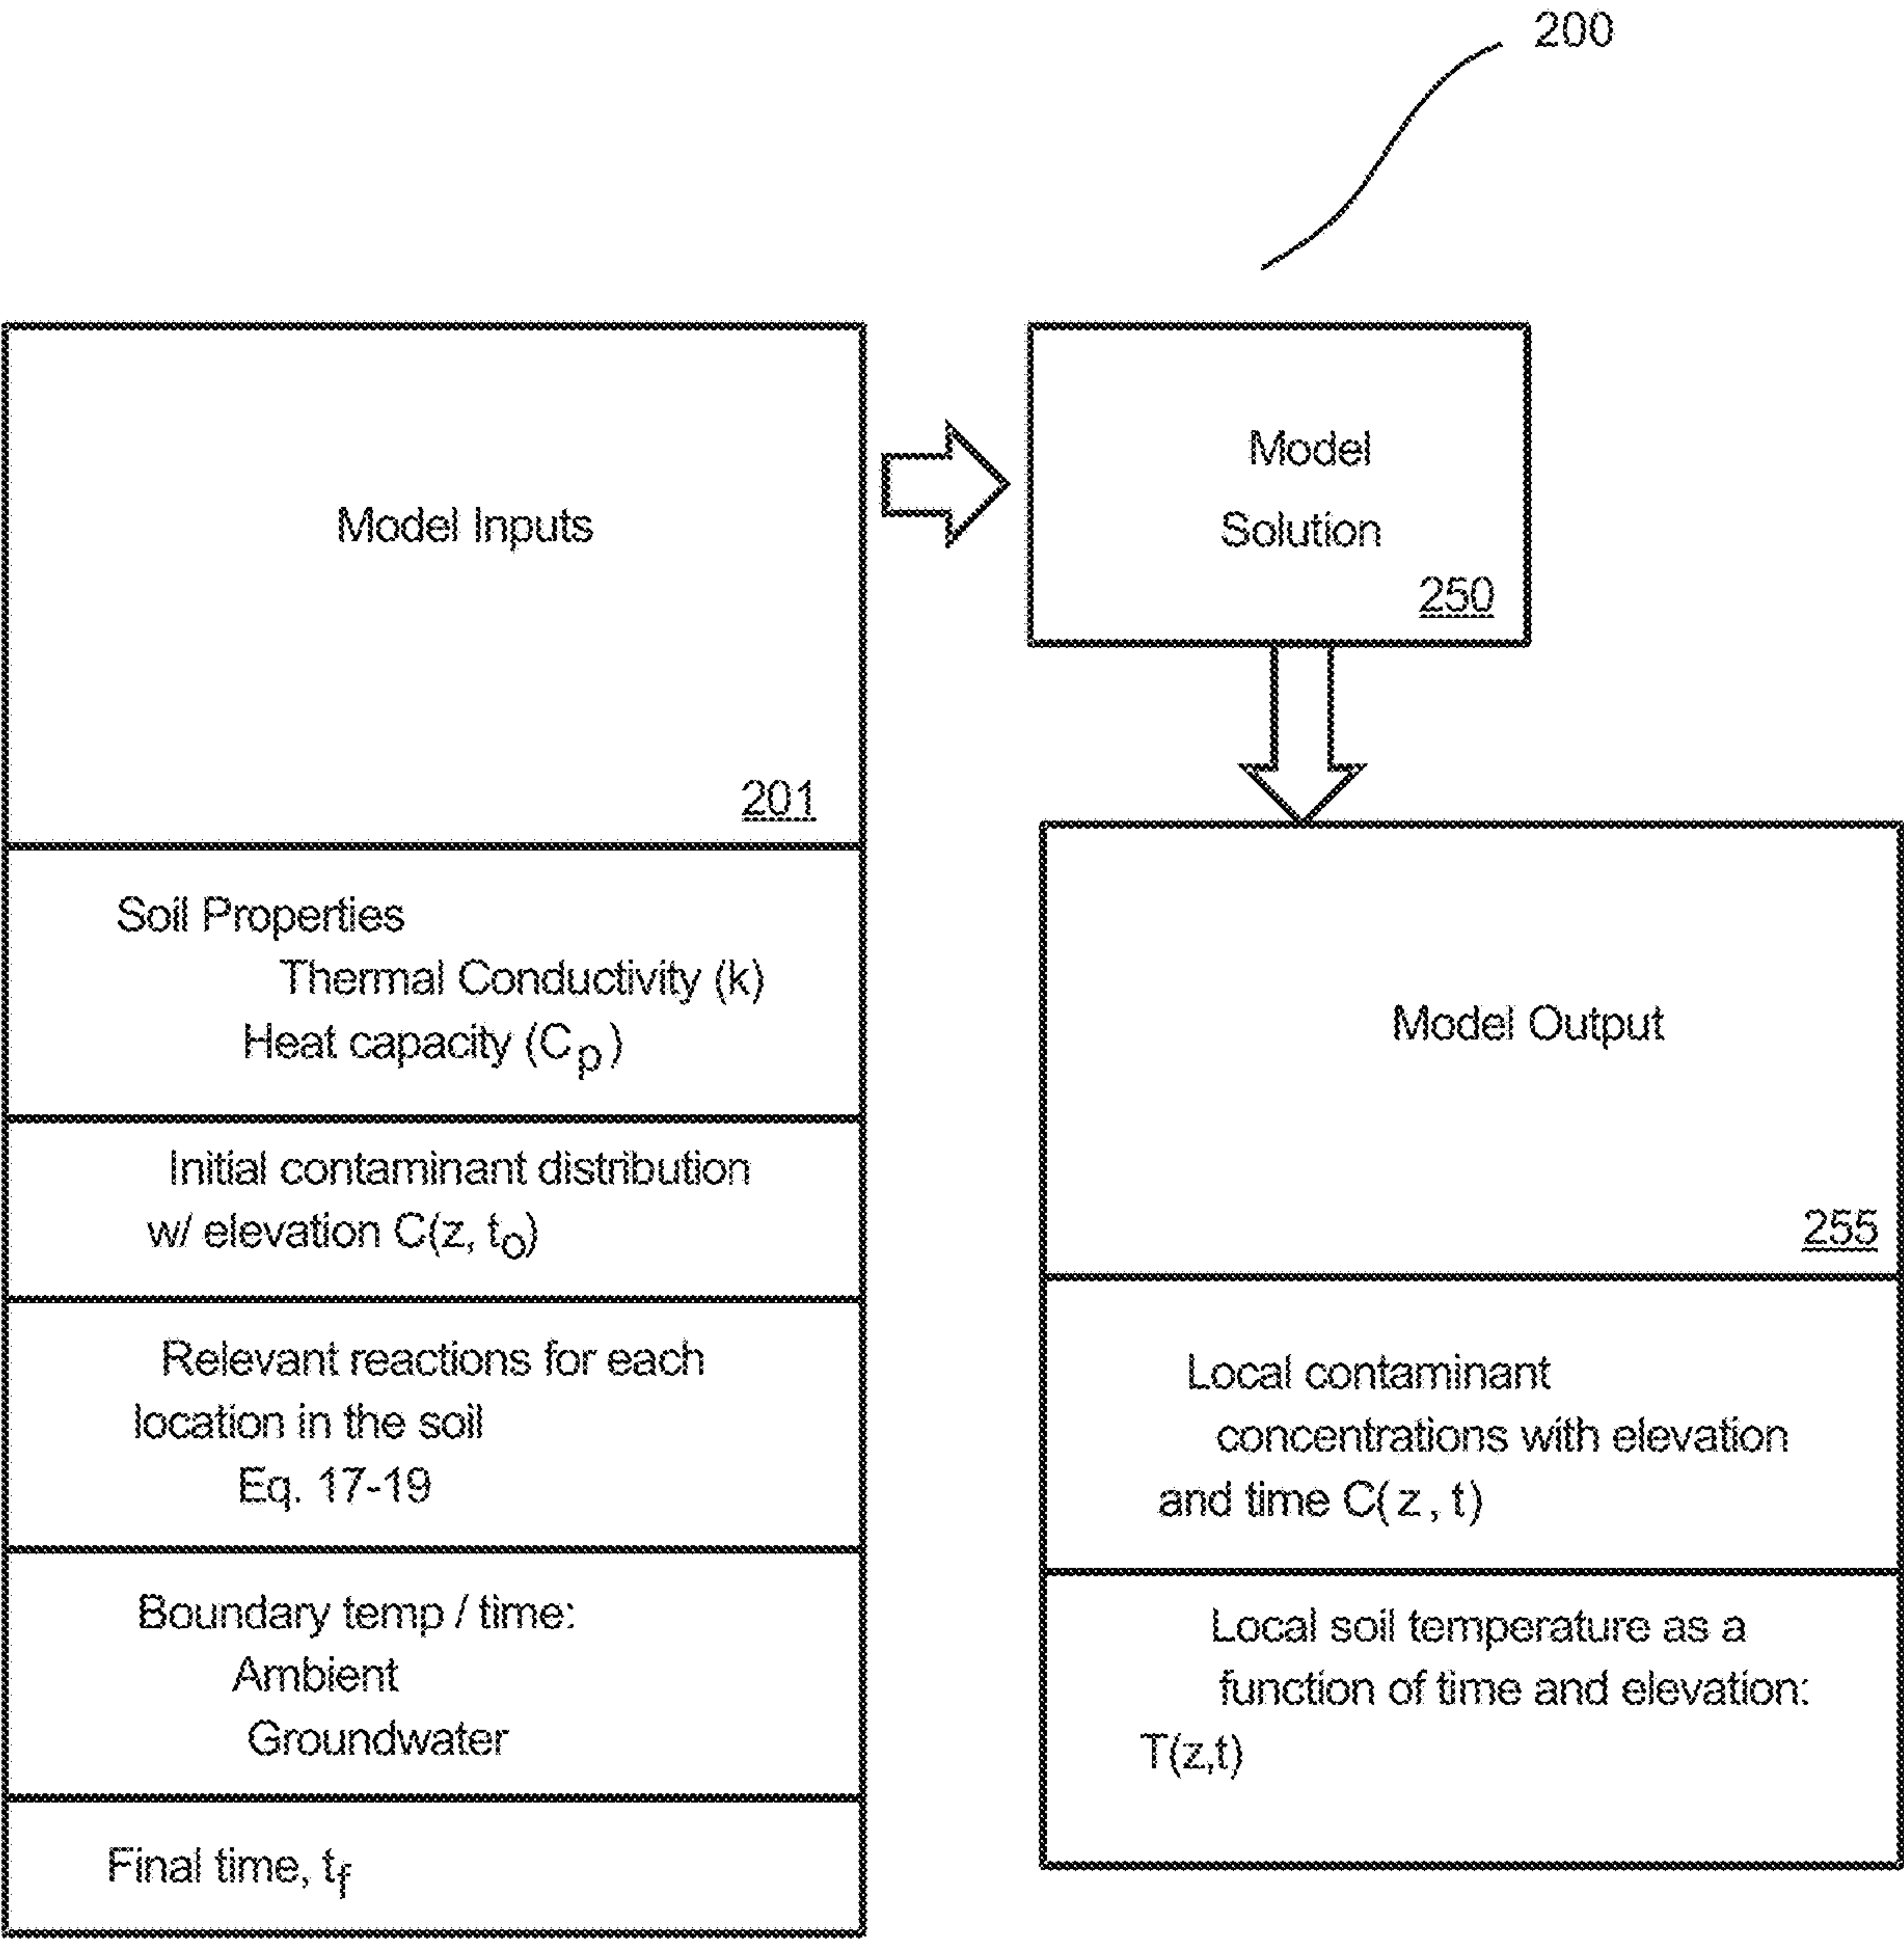 200
Model Inputs
201
Soil Properties
Thermal Conductivity (k)
Heat capacity (Cp)
Initial contaminant distribution
w/ elevation C(z, to)
Relevant reactions for each
location in the soil
Eq. 17-19
Boundary temp / time:
Ambient
Groundwater
Final time, tf
Model
Solution
250
Model Output
255
Local contaminant
concentrations with elevation
and time C( z , t)
Local soil temperature as a
function of time and elevation:
T(z,t)